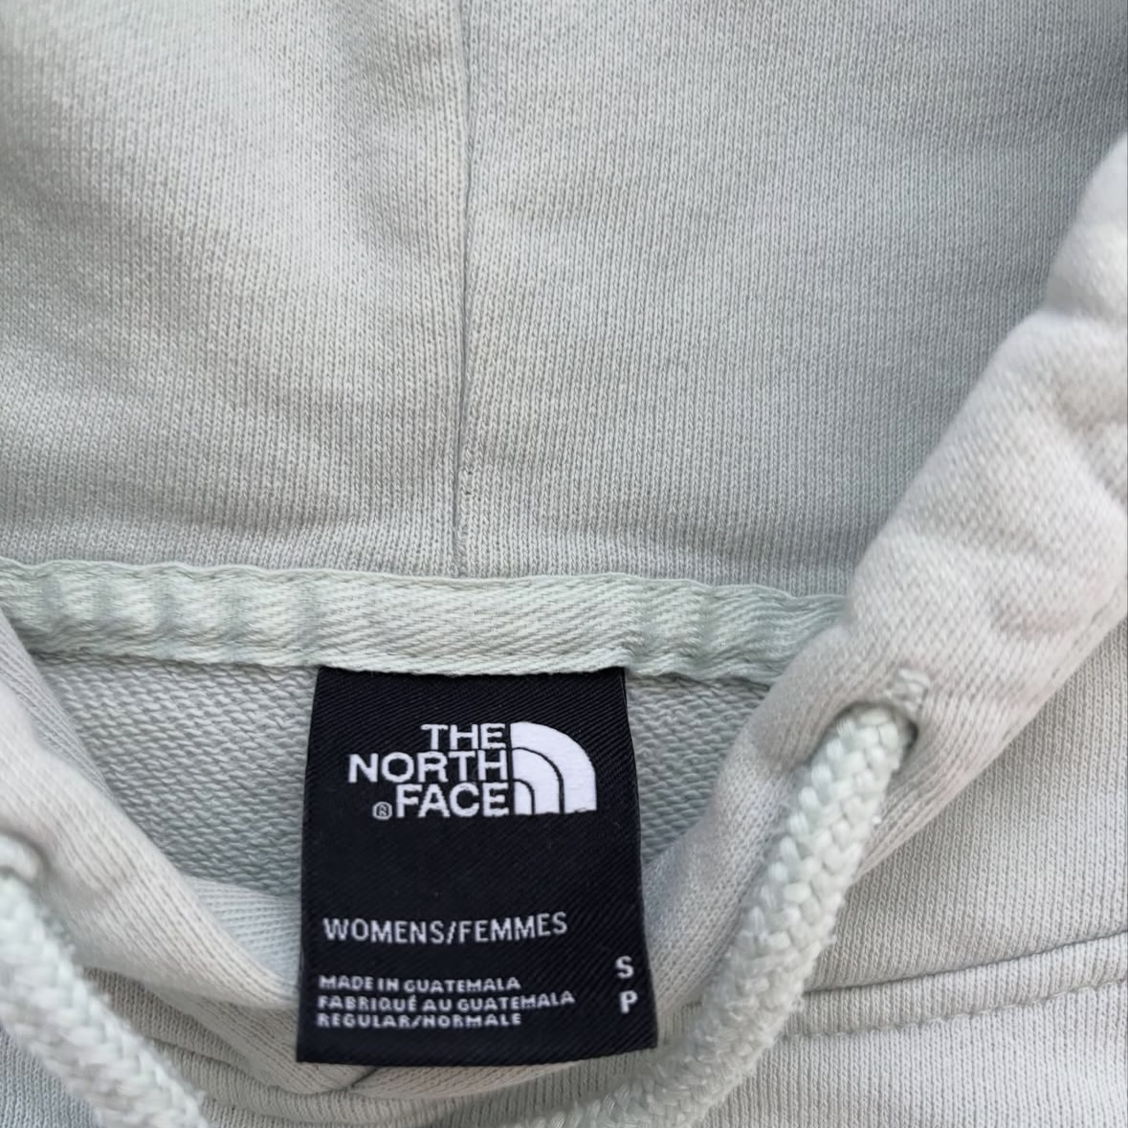 THE
NORTH
®FACE
WOMENS/FEMMES
S
P
MADE IN GUATEMALA
FABRIQUÉ AU GUATEMALA
REGULAR/NORMALE